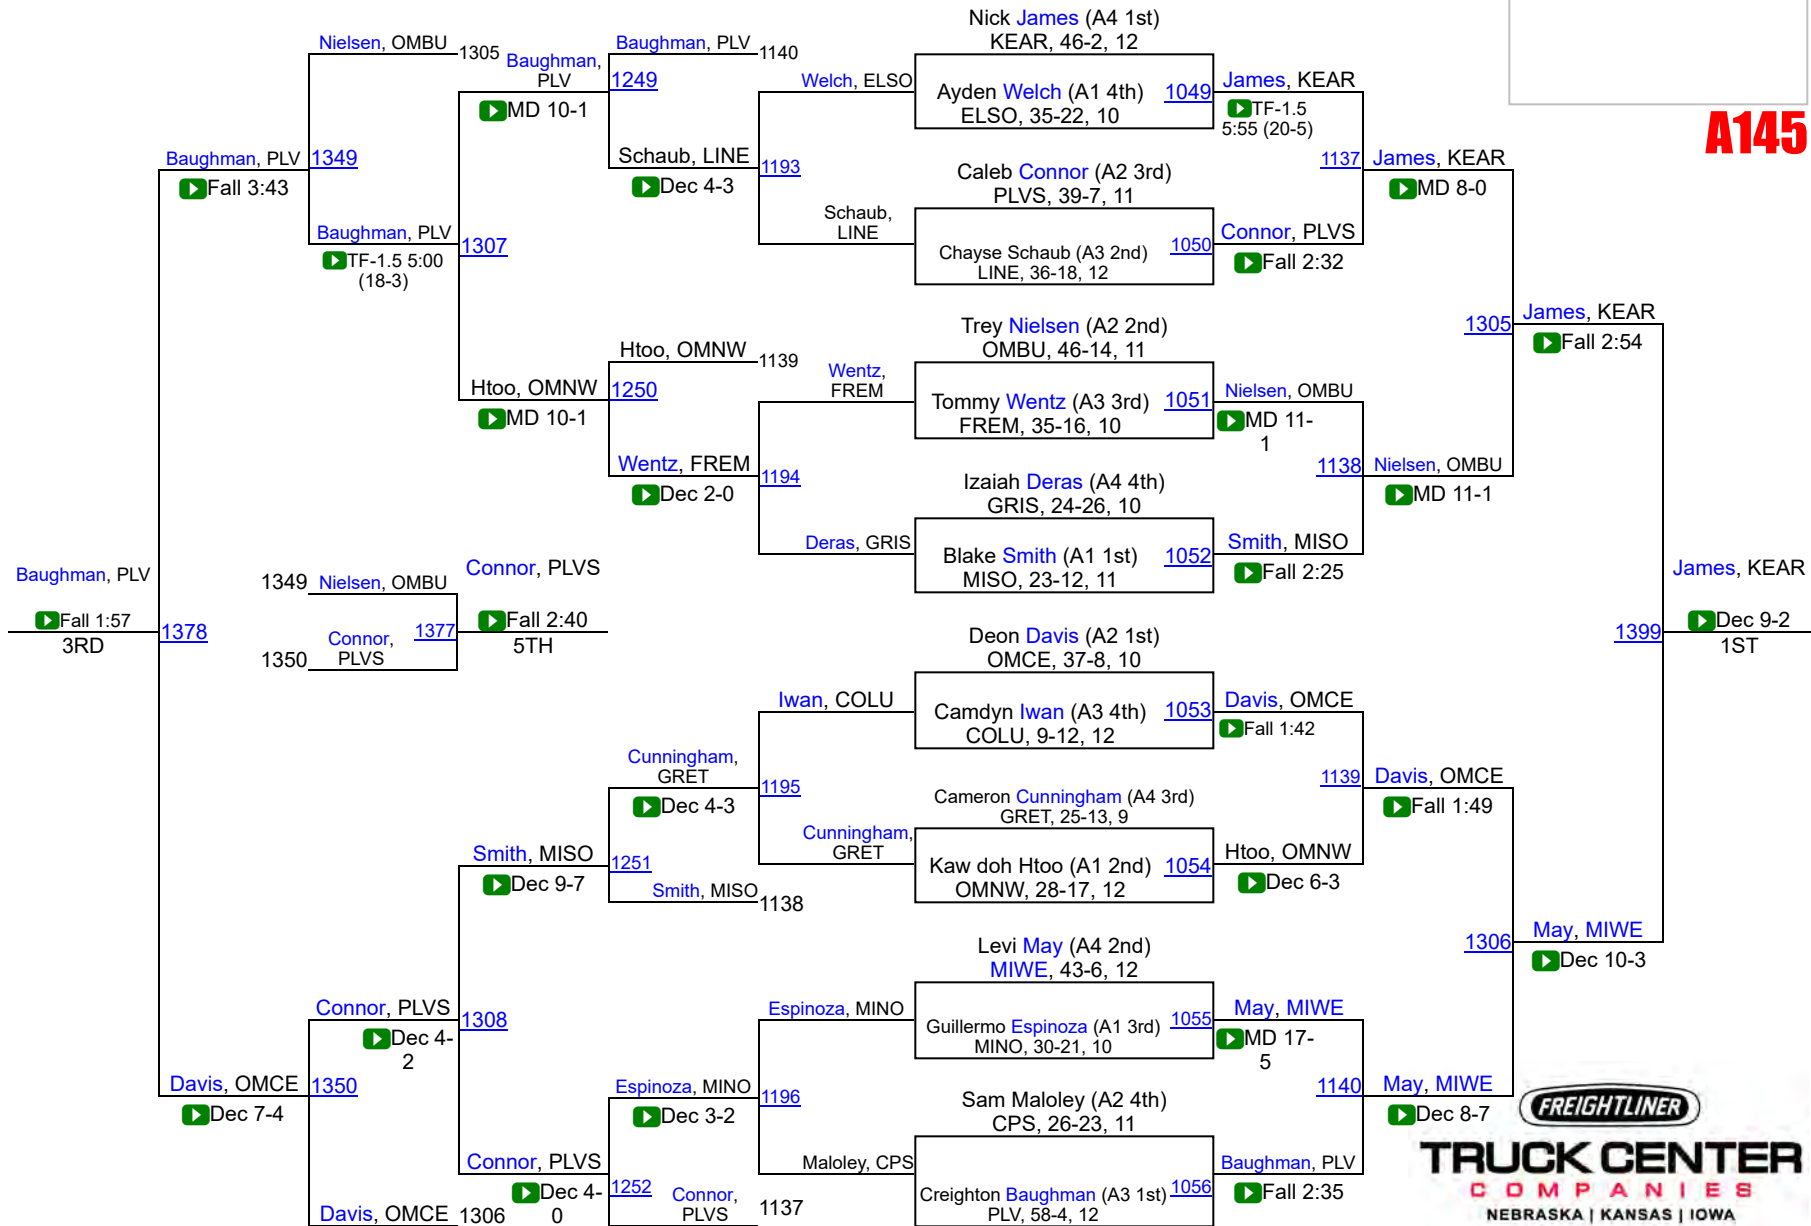 A145
Nick James (A4 1st)
KEAR, 46-2, 12
Ayden Welch (A1 4th)
ELSO, 35-22, 10
1049
Caleb Connor (A2 3rd)
PLVS, 39-7, 11
Chayse Schaub (A3 2nd)
LINE, 36-18, 12
1050
Trey Nielsen (A2 2nd)
OMBU, 46-14, 11
Tommy Wentz (A3 3rd)
FREM, 35-16, 10
1051
Izaiah Deras (A4 4th)
GRIS, 24-26, 10
Blake Smith (A1 1st)
MISO, 23-12, 11
1052
Deon Davis (A2 1st)
OMCE, 37-8, 10
Camdyn Iwan (A3 4th)
COLU, 9-12, 12
1053
Cameron Cunningham (A4 3rd)
GRET, 25-13, 9
Kaw doh Htoo (A1 2nd)
OMNW, 28-17, 12
1054
Levi May (A4 2nd)
MIWE, 43-6, 12
Guillermo Espinoza (A1 3rd)
MINO, 30-21, 10
1055
Sam Maloley (A2 4th)
CPS, 26-23, 11
Creighton Baughman (A3 1st)
PLV, 58-4, 12
1056
James, KEAR
TF-1.5
5:55 (20-5)
Connor, PLVS
Fall 2:32
Nielsen, OMBU
MD 11-
1
Smith, MISO
Fall 2:25
Davis, OMCE
Fall 1:42
Htoo, OMNW
Dec 6-3
May, MIWE
MD 17-
5
Baughman, PLV
Fall 2:35
1137
James, KEAR
MD 8-0
1138
Nielsen, OMBU
MD 11-1
1139
Davis, OMCE
Fall 1:49
1140
May, MIWE
Dec 8-7
1305
James, KEAR
Fall 2:54
1306
May, MIWE
Dec 10-3
1399
James, KEAR
Dec 9-2
1ST
Welch, ELSO
Schaub,
LINE
1193
Wentz,
FREM
Deras, GRIS
1194
Iwan, COLU
Cunningham,
GRET
1195
Espinoza, MINO
Maloley, CPS
1196
Baughman, PLV
1140
1249
Schaub, LINE
Dec 4-3
Htoo, OMNW
1139
1250
Wentz, FREM
Dec 2-0
Cunningham,
GRET
Dec 4-3
1251
Smith, MISO
1138
Espinoza, MINO
Dec 3-2
1252
Connor,
PLVS
1137
Baughman,
PLV
MD 10-1
1307
Htoo, OMNW
MD 10-1
Smith, MISO
Dec 9-7
1308
Connor, PLVS
Dec 4-
0
Nielsen, OMBU
1305
1349
Baughman, PLV
TF-1.5 5:00
(18-3)
Connor, PLVS
Dec 4-
2
1350
Davis, OMCE
1306
Baughman, PLV
Fall 3:43
Davis, OMCE
Dec 7-4
1378
Baughman, PLV
Fall 1:57
3RD
1349
Nielsen, OMBU
1350
Connor,
PLVS
1377
Connor, PLVS
Fall 2:40
5TH
FREIGHTLINER
TRUCK CENTER
COMPANIES
NEBRASKA | KANSAS | IOWA